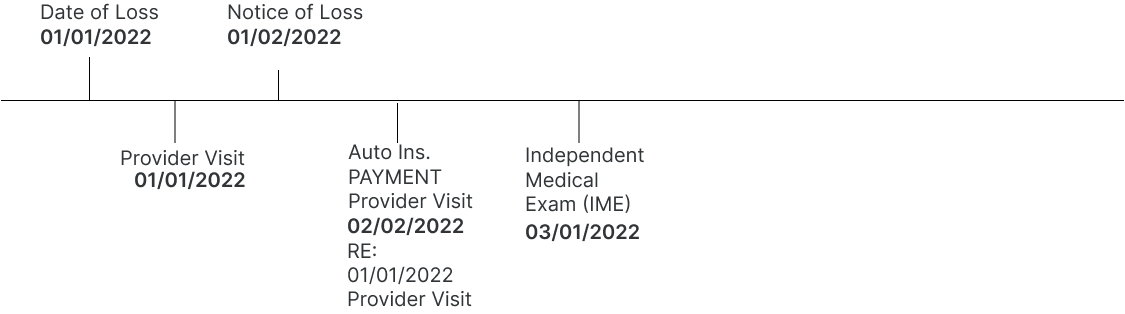 Date of Loss
01/01/2022
Notice of Loss
01/02/2022
Provider Visit
01/01/2022
Auto Ins.
PAYMENT
Provider Visit
02/02/2022
RE:
01/01/2022
Provider Visit
Independent
Medical
Exam (IME)
03/01/2022